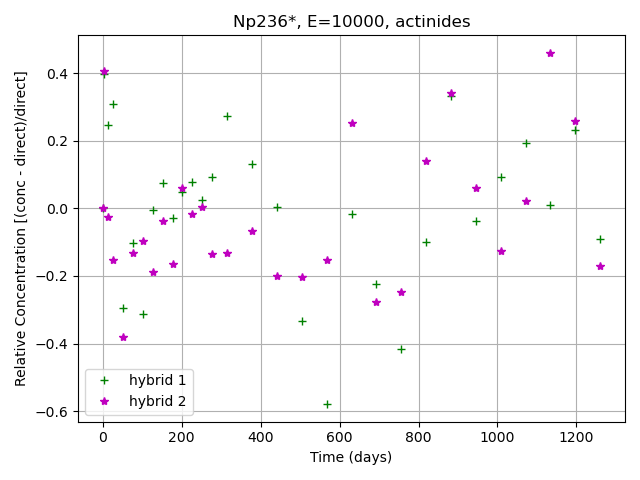 Np236*, E=10000, actinides
Relative Concentration [(conc - direct)/direct]
0.4
0.2
0.0
−0.2
−0.4
−0.6
hybrid 1
hybrid 2
0 200 400 600 800 1000 1200
Time (days)